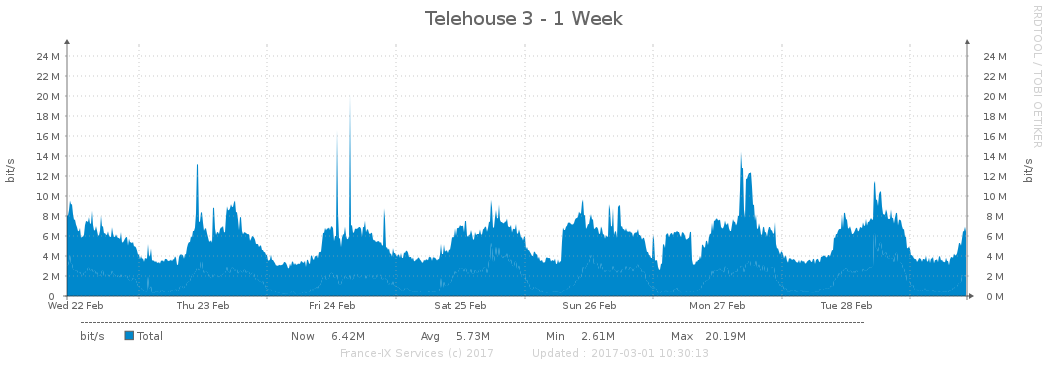 Telehouse 3 - 1 Week
RRDTOOL / TOBI OETIKER
bit/s
24 M 24 M
22 M 22 M
20 M 20 M
18 M 18 M
16 M 16 M
14 M 14 M
12 M 12 M
10 M 10 M
8 M 8 M
6 M 6 M
4 M 4 M
2 M 2 M
0 0 M
bit/s
Wed 22 Feb Thu 23 Feb Fri 24 Feb Sat 25 Feb Sun 26 Feb Mon 27 Feb Tue 28 Feb
bit/s Total Now 6.42M Avg 5.73M Min 2.61M Max 20.19M
France-IX Services (c) 2017 Updated : 2017-03-01 10:30:13